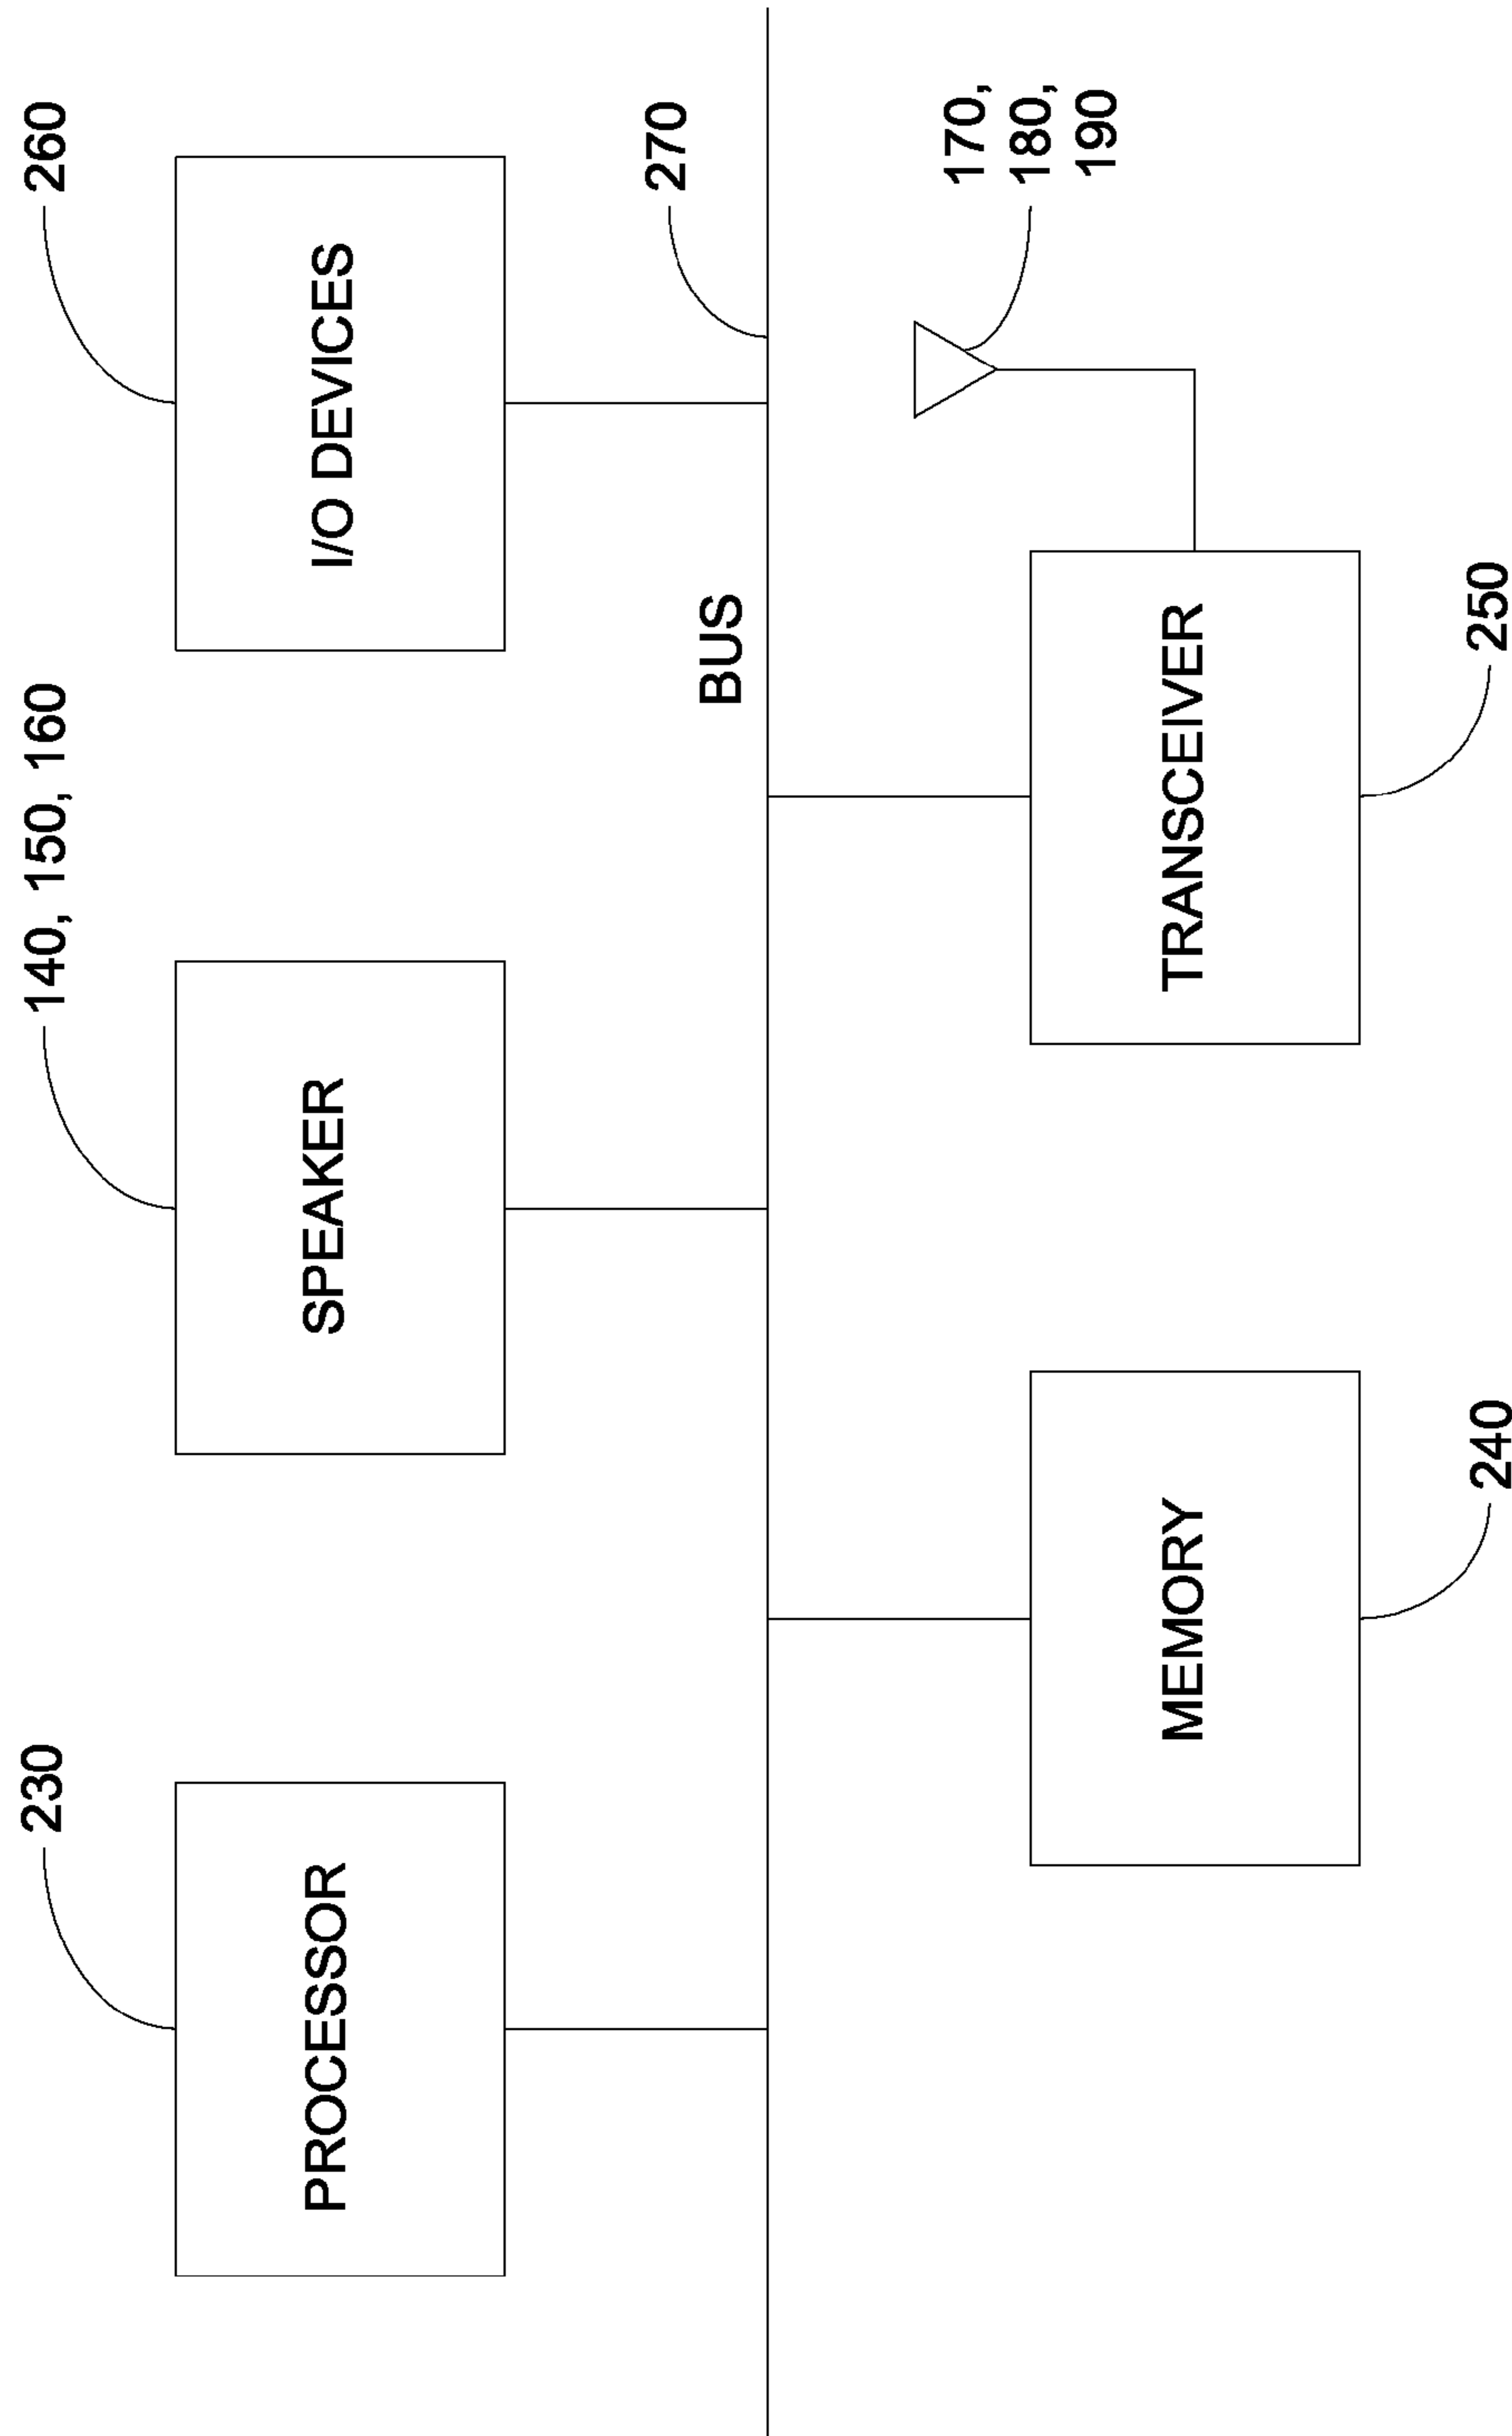 230
140, 150, 160
260
PROCESSOR
SPEAKER
I/O DEVICES
270
BUS
170,
180,
190
MEMORY
TRANSCEIVER
240
250